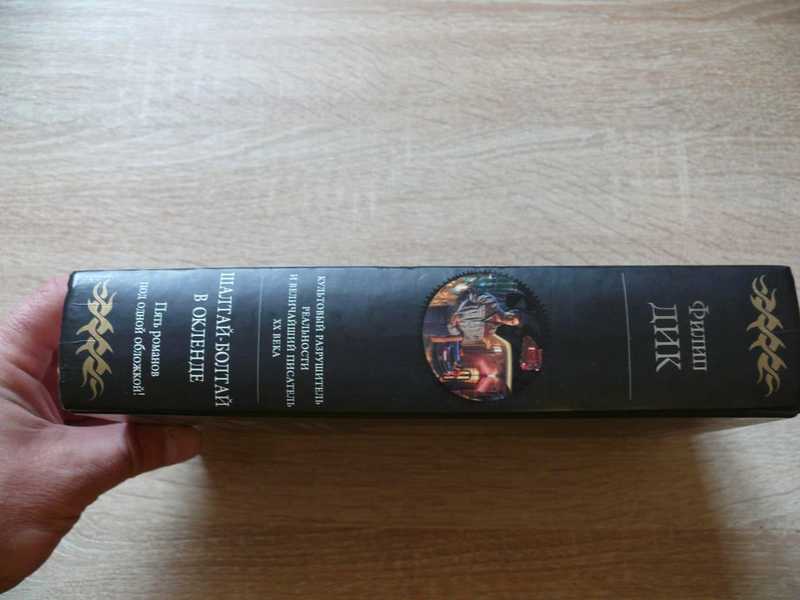 Филип
ДИК
КУЛЬТОВЫЙ РАЗРУШИТЕЛЬ
РЕАЛЬНОСТИ
И ВЕЛИЧАЙШИЙ ПИСАТЕЛЬ
XX ВЕКА
ШАЛТАЙ-БОЛТАЙ
В ОКЛЕНДЕ
Пять романов
под одной обложкой!